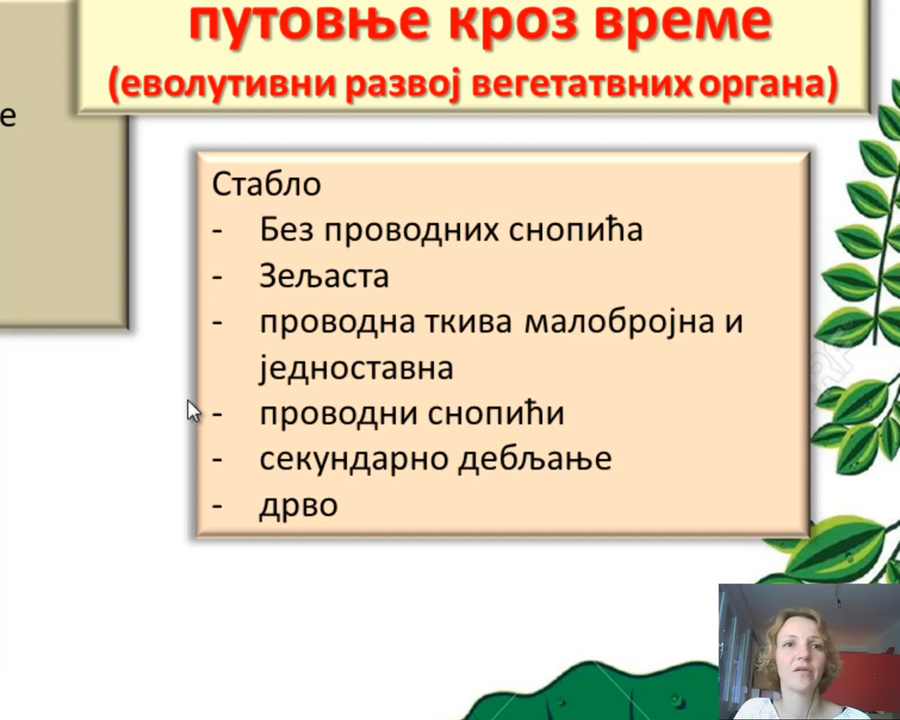 путовње кроз време
(еволутивни развој вегетатвних органа)
е
Стабло
- Без проводних снопића
- Зељаста
- проводна ткива малобројна и
једноставна
- проводни снопићи
- секундарно дебљање
- дрво